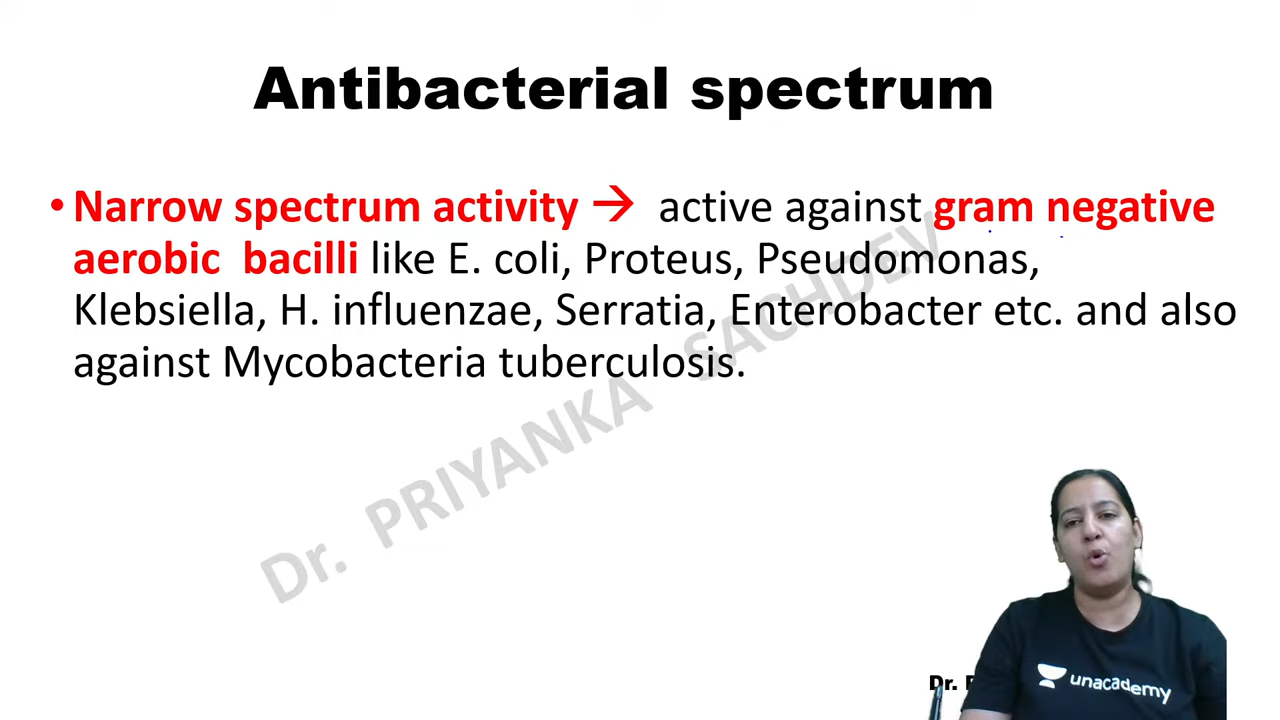 Antibacterial spectrum
• Narrow spectrum activity → active against gram negative
aerobic bacilli like E. coli, Proteus, Pseudomonas,
Klebsiella, H. influenzae, Serratia, Enterobacter etc. and also
against Mycobacteria tuberculosis.
Dr. PRIYANKA SACHDEV
Dr.
unacademy